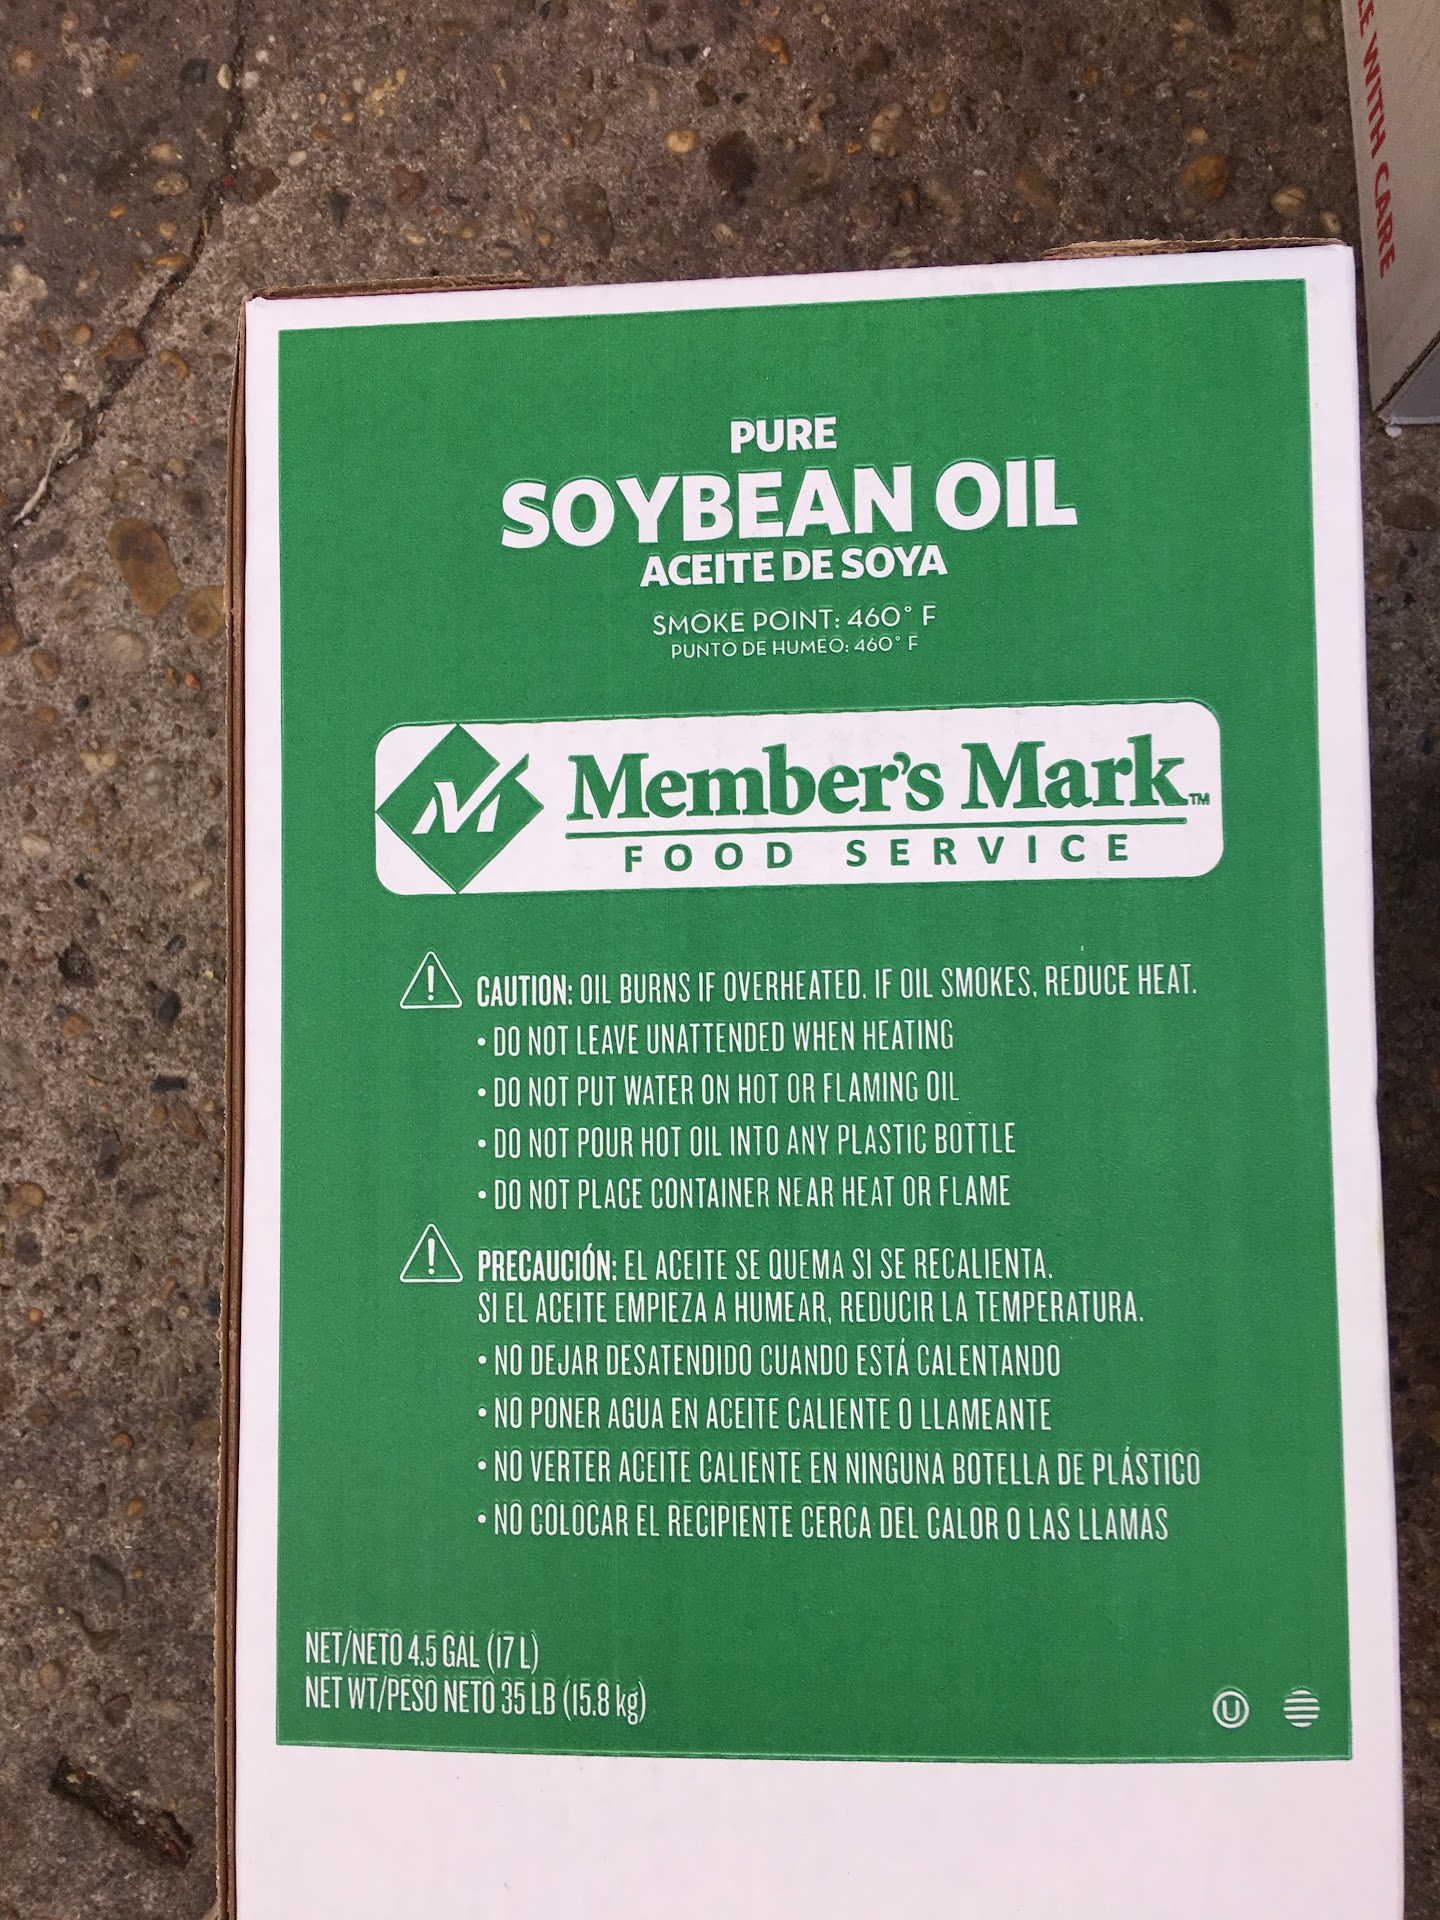 LE WITH CARE
PURE
SOYBEAN OIL
ACEITE DE SOYA
SMOKE POINT: 460° F
PUNTO DE HUMEO: 460° F
Member's Mark™
FOOD SERVICE
CAUTION: OIL BURNS IF OVERHEATED. IF OIL SMOKES, REDUCE HEAT.
• DO NOT LEAVE UNATTENDED WHEN HEATING
• DO NOT PUT WATER ON HOT OR FLAMING OIL
• DO NOT POUR HOT OIL INTO ANY PLASTIC BOTTLE
• DO NOT PLACE CONTAINER NEAR HEAT OR FLAME
PRECAUCIÓN: EL ACEITE SE QUEMA SI SE RECALIENTA.
SI EL ACEITE EMPIEZA A HUMEAR, REDUCIR LA TEMPERATURA.
• NO DEJAR DESATENDIDO CUANDO ESTÁ CALENTANDO
• NO PONER AGUA EN ACEITE CALIENTE O LLAMEANTE
• NO VERTER ACEITE CALIENTE EN NINGUNA BOTELLA DE PLÁSTICO
• NO COLOCAR EL RECIPIENTE CERCA DEL CALOR O LAS LLAMAS
NET/NETO 4.5 GAL (17 L)
NET WT/PESO NETO 35 LB (15.8 kg)
U